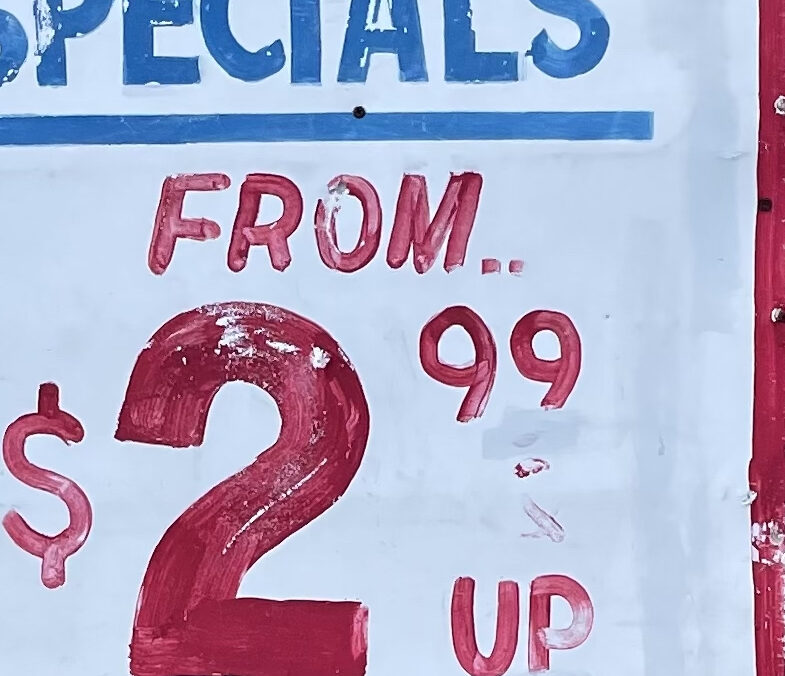 SPECIALS
FROM..
$2 99
UP